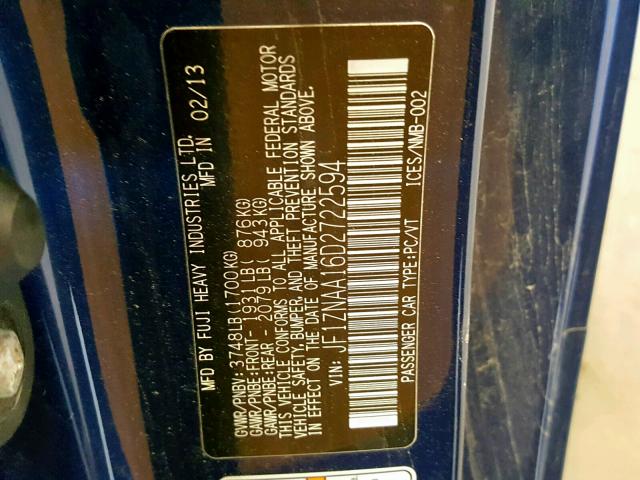 MFD BY FUJI HEAVY INDUSTRIES LTD.
MFD IN 02/13
GVWR/PNBV: 3748LB (1700KG)
GAWR/PNBE:FRONT- 1931LB( 876KG)
GAWR/PNBE:REAR - 2079LB( 943KG)
THIS VEHICLE CONFORMS TO ALL APPLICABLE FEDERAL MOTOR
VEHICLE SAFETY,BUMPER, AND THEFT PREVENTION STANDARDS
IN EFFECT ON THE DATE OF MANUFACTURE SHOWN ABOVE.
VIN: JF1ZNAA16D2722594
PASSENGER CAR TYPE:PC/VT ICES/NMB-002